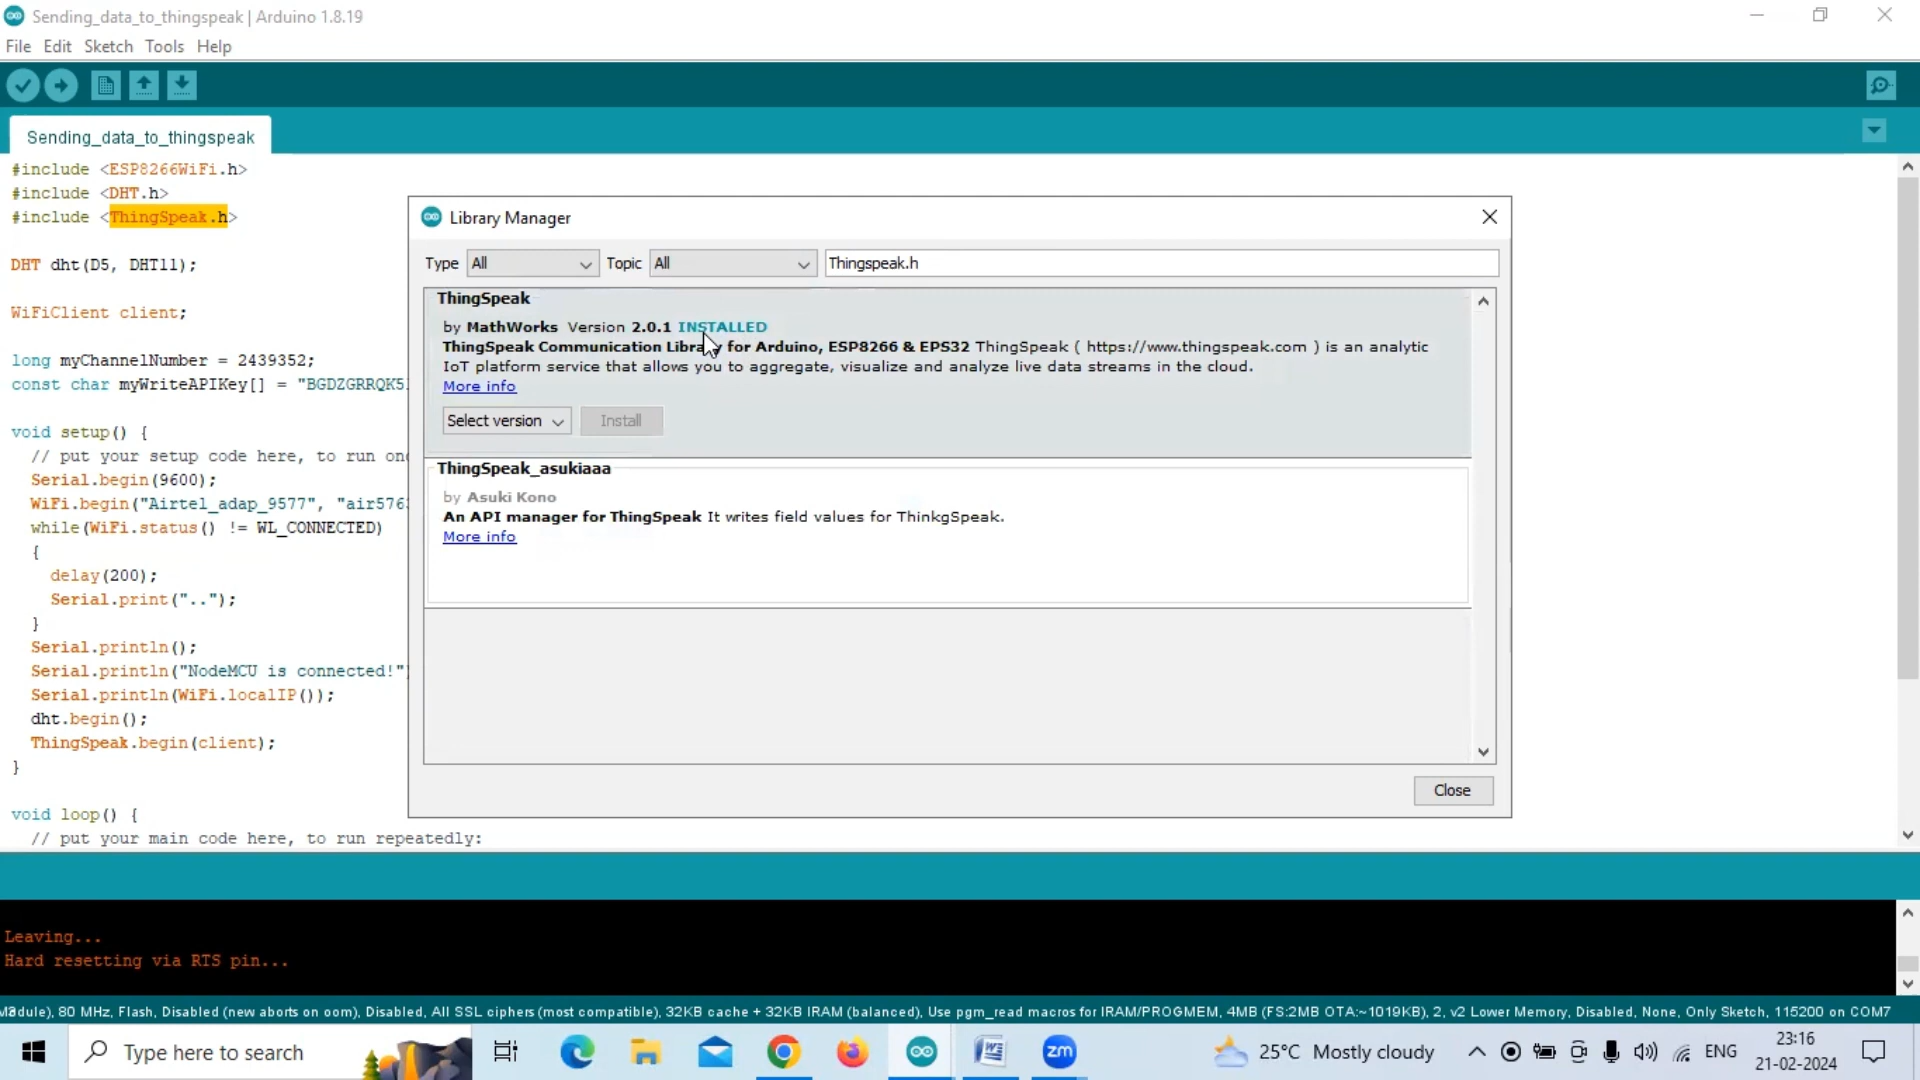 Sending_data_to_thingspeak | Arduino 1.8.19
File Edit Sketch Tools Help
Sending_data_to_thingspeak
#include <ESP8266WiFi.h>
#include <DHT.h>
#include <ThingSpeak.h>
DHT dht(D5, DHT11);
WiFiClient client;
long myChannelNumber = 2439352;
const char myWriteAPIKey[] = "BGDZGRRQK5
void setup() {
// put your setup code here, to run on
Serial.begin(9600);
WiFi.begin("Airtel_adap_9577", "air576
while(WiFi.status() != WL_CONNECTED)
{
delay(200);
Serial.print("..");
}
Serial.println();
Serial.println("NodeMCU is connected!"
Serial.println(WiFi.localIP());
dht.begin();
ThingSpeak.begin(client);
}
void loop() {
// put your main code here, to run repeatedly:
Library Manager
Type All Topic All Thingspeak.h
ThingSpeak
by MathWorks Version 2.0.1 INSTALLED
ThingSpeak Communication Library for Arduino, ESP8266 & EPS32 ThingSpeak ( https://www.thingspeak.com ) is an analytic
IoT platform service that allows you to aggregate, visualize and analyze live data streams in the cloud.
More info
Select version Install
ThingSpeak_asukiaaa
by Asuki Kono
An API manager for ThingSpeak It writes field values for ThinkgSpeak.
More info
Close
Leaving...
Hard resetting via RTS pin...
dule), 80 MHz, Flash, Disabled (new aborts on oom), Disabled, All SSL ciphers (most compatible), 32KB cache + 32KB IRAM (balanced), Use pgm_read macros for IRAM/PROGMEM, 4MB (FS:2MB OTA:~1019KB), 2, v2 Lower Memory, Disabled, None, Only Sketch, 115200 on COM7
Type here to search
25°C Mostly cloudy
ENG
23:16
21-02-2024